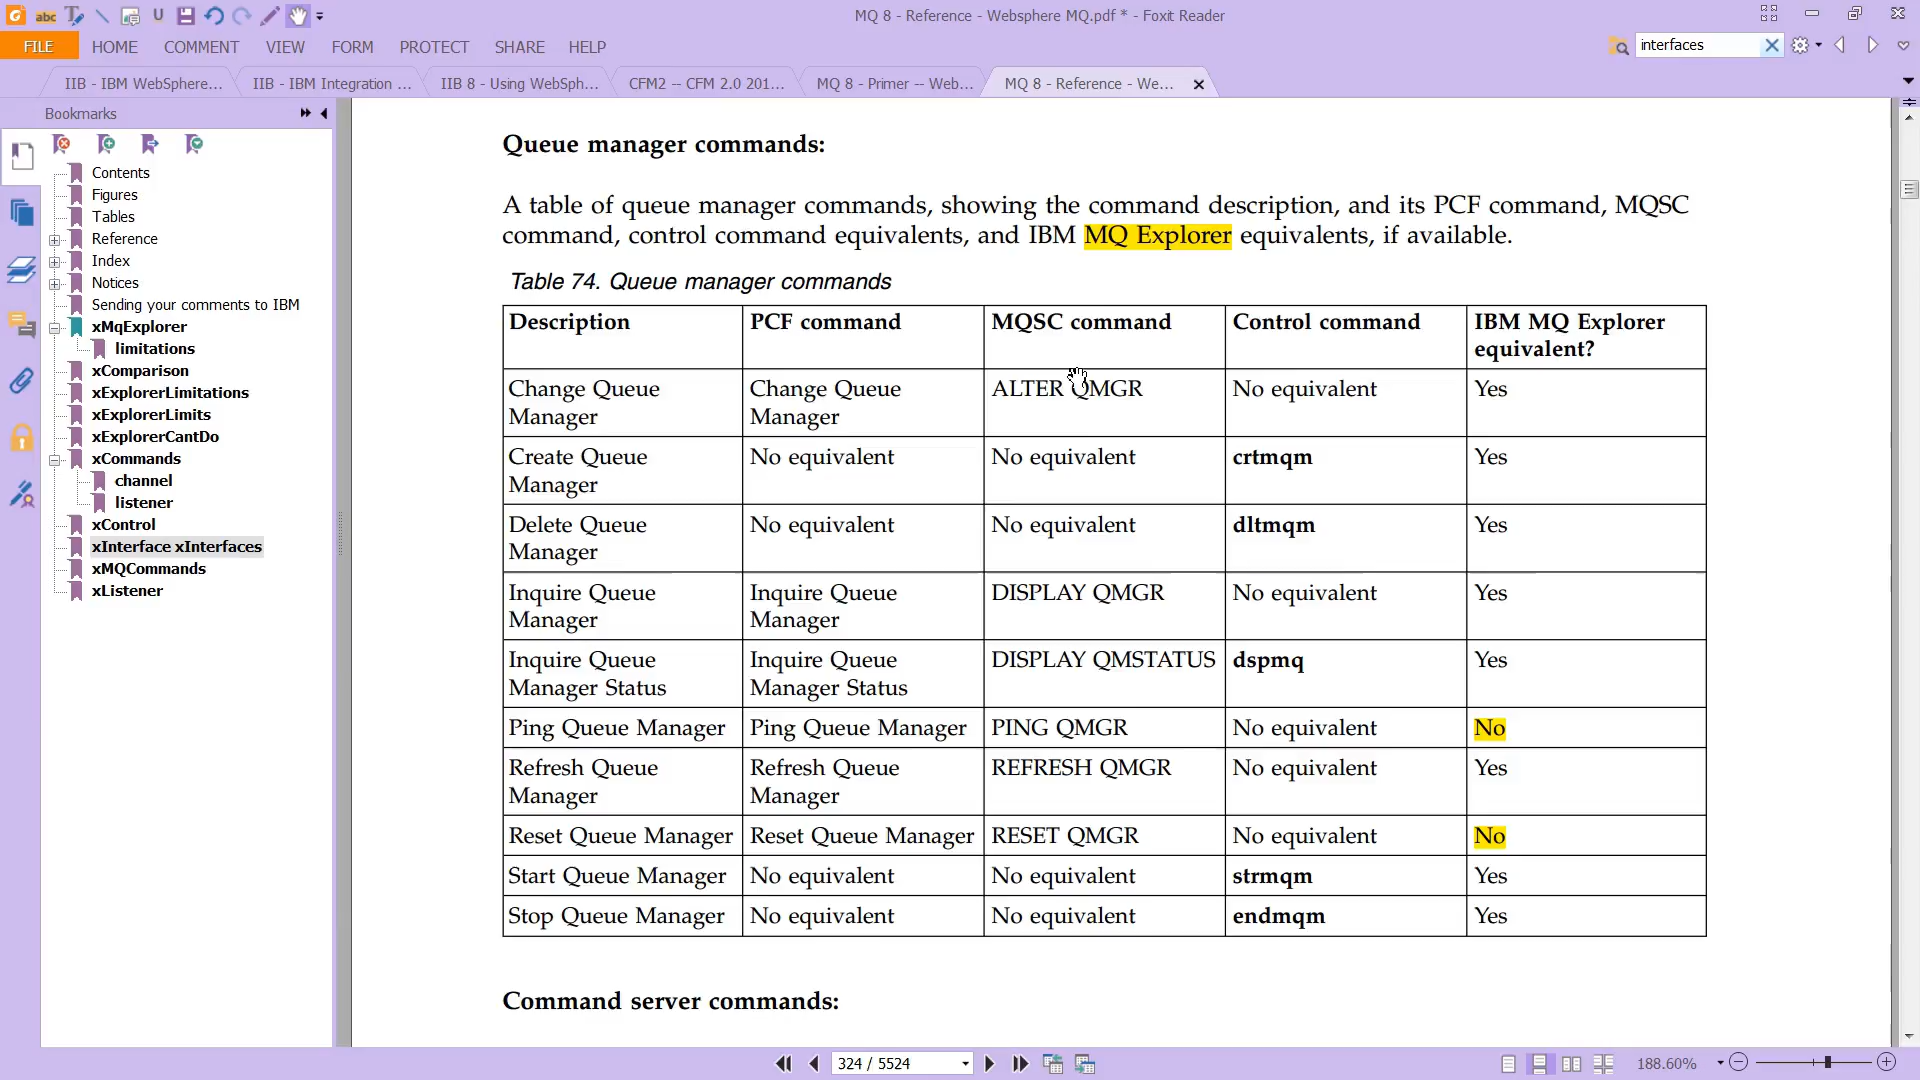 MQ 8 - Reference - Websphere MQ.pdf * - Foxit Reader
FILE HOME COMMENT VIEW FORM PROTECT SHARE HELP
interfaces
IIB - IBM WebSphere... IIB - IBM Integration ... IIB 8 - Using WebSph... CFM2 -- CFM 2.0 201... MQ 8 - Primer -- Web... MQ 8 - Reference - We...
Bookmarks
Contents
Figures
Tables
Reference
Index
Notices
Sending your comments to IBM
xMqExplorer
limitations
xComparison
xExplorerLimitations
xExplorerLimits
xExplorerCantDo
xCommands
channel
listener
xControl
xInterface xInterfaces
xMQCommands
xListener
Queue manager commands:
A table of queue manager commands, showing the command description, and its PCF command, MQSC
command, control command equivalents, and IBM MQ Explorer equivalents, if available.
Table 74. Queue manager commands
Description PCF command MQSC command Control command IBM MQ Explorer
equivalent?
Change Queue Change Queue ALTER QMGR No equivalent Yes
Manager Manager
Create Queue No equivalent No equivalent crtmqm Yes
Manager
Delete Queue No equivalent No equivalent dltmqm Yes
Manager
Inquire Queue Inquire Queue DISPLAY QMGR No equivalent Yes
Manager Manager
Inquire Queue Inquire Queue DISPLAY QMSTATUS dspmq Yes
Manager Status Manager Status
Ping Queue Manager Ping Queue Manager PING QMGR No equivalent No
Refresh Queue Refresh Queue REFRESH QMGR No equivalent Yes
Manager Manager
Reset Queue Manager Reset Queue Manager RESET QMGR No equivalent No
Start Queue Manager No equivalent No equivalent strmqm Yes
Stop Queue Manager No equivalent No equivalent endmqm Yes
Command server commands:
324 / 5524
188.60%